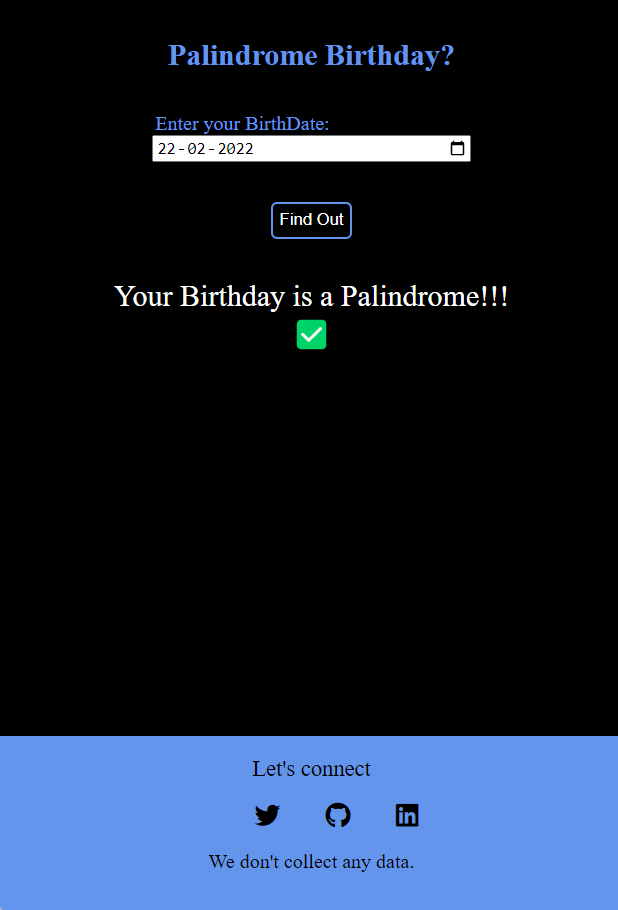 Palindrome Birthday?
Enter your BirthDate:
22-02-2022
Find Out
Your Birthday is a Palindrome!!!
Let's connect
We don't collect any data.